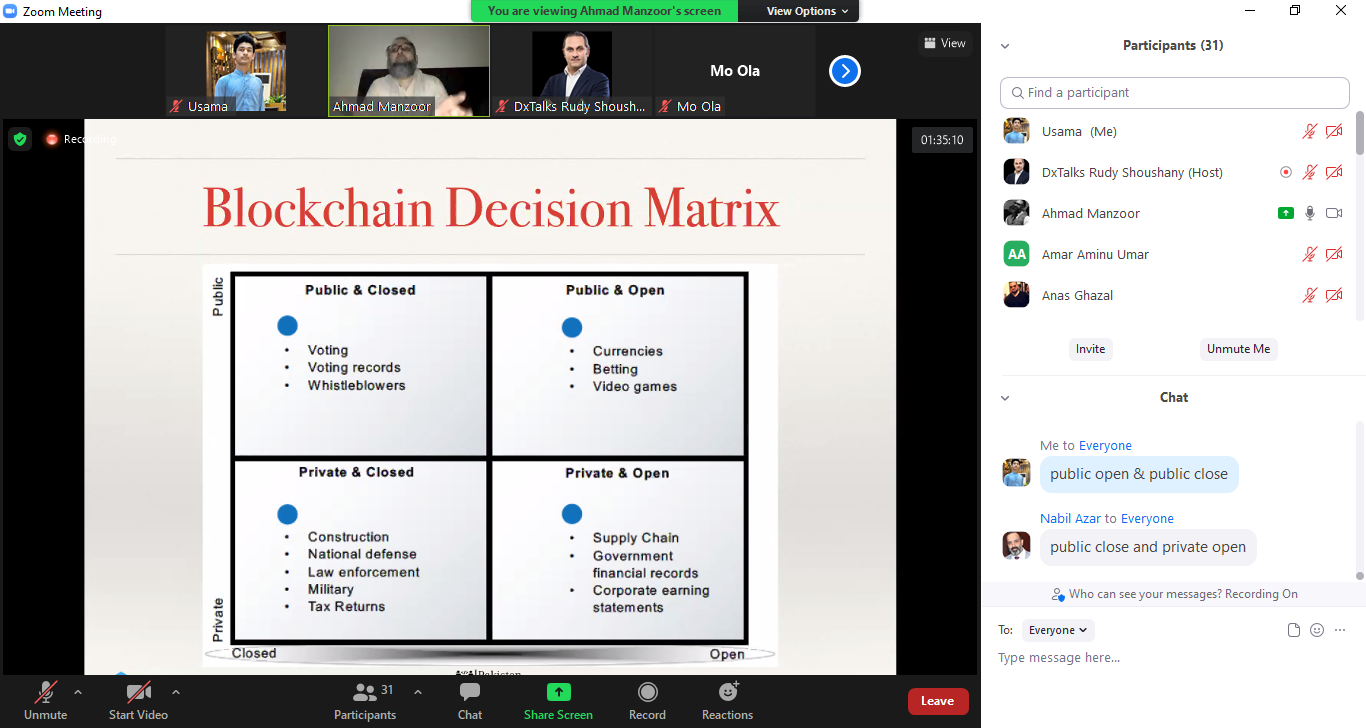 Zoom Meeting
You are viewing Ahmad Manzoor's screen
View Options
Usama
Ahmad Manzoor
DxTalks Rudy Shoush...
Mo Ola
Mo Ola
View
Recording
01:35:10
Blockchain Decision Matrix
Public
Public & Closed
• Voting
• Voting records
• Whistleblowers
Public & Open
• Currencies
• Betting
• Video games
Private
Private & Closed
• Construction
• National defense
• Law enforcement
• Military
• Tax Returns
Private & Open
• Supply Chain
• Government
financial records
• Corporate earning
statements
Closed
Open
Pakistan
Unmute
Start Video
31
Participants
Chat
Share Screen
Record
Reactions
Leave
Participants (31)
Find a participant
Usama (Me)
DxTalks Rudy Shoushany (Host)
Ahmad Manzoor
AA
Amar Aminu Umar
Anas Ghazal
Invite
Unmute Me
Chat
Me to Everyone
public open & public close
Nabil Azar to Everyone
public close and private open
Who can see your messages? Recording On
To: Everyone
Type message here...